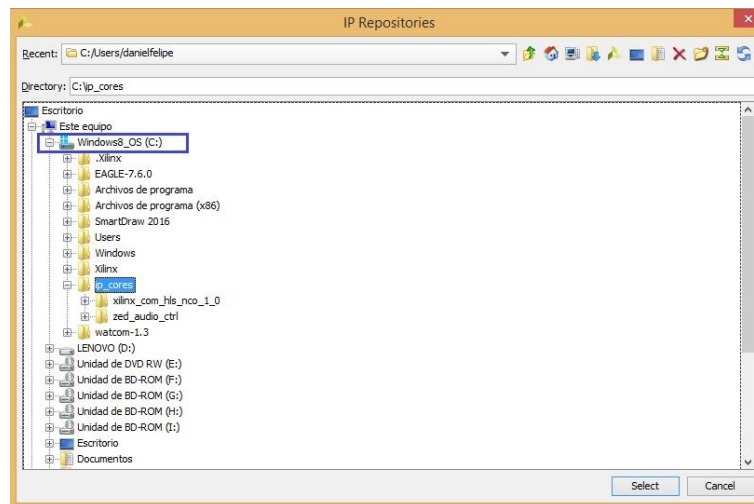 IP Repositories
Recent: C:/Users/danielfelipe
Directory: C:\ip_cores
Escritorio
Este equipo
Windows8_OS (C:)
.Xilinx
EAGLE-7.6.0
Archivos de programa
Archivos de programa (x86)
SmartDraw 2016
Users
Windows
Xilinx
ip_cores
xilinx_com_hls_nco_1_0
zed_audio_ctrl
watcom-1.3
LENOVO (D:)
Unidad de DVD RW (E:)
Unidad de BD-ROM (F:)
Unidad de BD-ROM (G:)
Unidad de BD-ROM (H:)
Unidad de BD-ROM (I:)
Escritorio
Documentos
Select Cancel